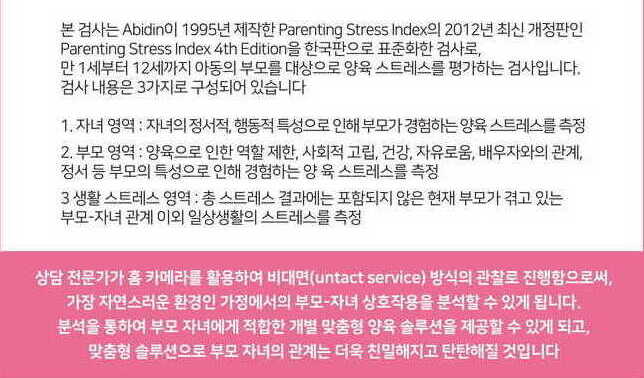 본 검사는 Abidin이 1995년 제작한 Parenting Stress Index의 2012년 최신 개정판인
Parenting Stress Index 4th Edition을 한국판으로 표준화한 검사로,
만 1세부터 12세까지 아동의 부모를 대상으로 양육 스트레스를 평가하는 검사입니다.
검사 내용은 3가지로 구성되어 있습니다
1. 자녀 영역 : 자녀의 정서적, 행동적 특성으로 인해 부모가 경험하는 양육 스트레스를 측정
2. 부모 영역 : 양육으로 인한 역할 제한, 사회적 고립, 건강, 자유로움, 배우자와의 관계,
정서 등 부모의 특성으로 인해 경험하는 양 육 스트레스를 측정
3 생활 스트레스 영역 : 총 스트레스 결과에는 포함되지 않은 현재 부모가 겪고 있는
부모-자녀 관계 이외 일상생활의 스트레스를 측정
상담 전문가가 홈 카메라를 활용하여 비대면(untact service) 방식의 관찰로 진행함으로써,
가장 자연스러운 환경인 가정에서의 부모-자녀 상호작용을 분석할 수 있게 됩니다.
분석을 통하여 부모 자녀에게 적합한 개별 맞춤형 양육 솔루션을 제공할 수 있게 되고,
맞춤형 솔루션으로 부모 자녀의 관계는 더욱 친밀해지고 탄탄해질 것입니다